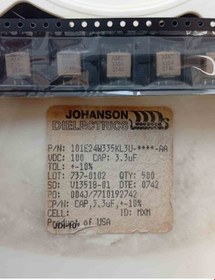 JOHANSON
DIELECTRICS
P/N: 101E24W335KL3U-****-AA
VDC: 100 CAP: 3.3uF
TOL: +-10%
LOT: 737-0102 QTY: 500
SO: U13518-01 DTE: 0742
PO: 0043/7710192742
CP/N: CAP,3.3uF,+-10%
CELL: ID: MXM
Product of USA